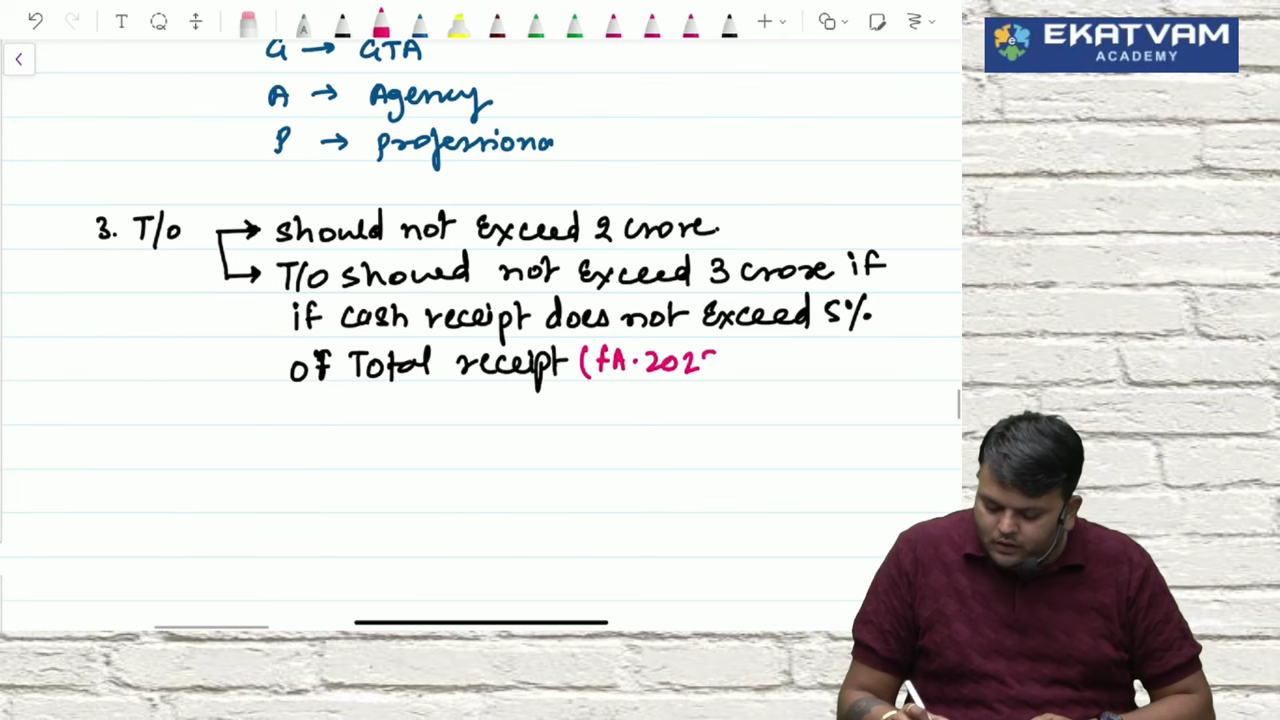 EKATVAM
ACADEMY
G → GTA
A → Agency
P → Professiona
3. T/o → should not Exceed 2 crore.
→ T/o should not Exceed 3 crore if
if cash receipt does not Exceed 5%
of Total receipt (fA.202